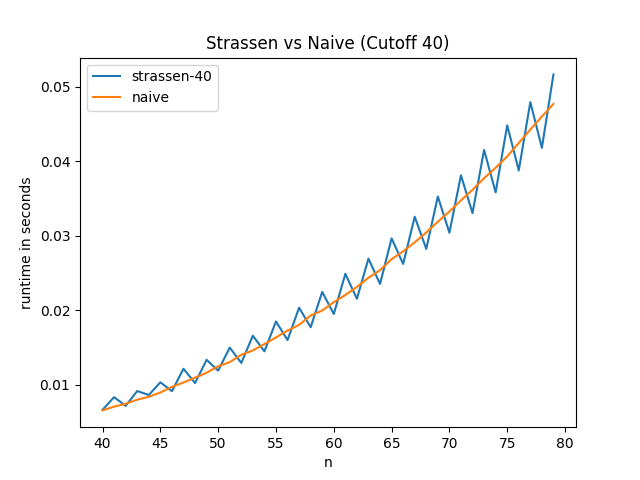 Strassen vs Naive (Cutoff 40)
strassen-40
naive
runtime in seconds
0.05
0.04
0.03
0.02
0.01
40 45 50 55 60 65 70 75 80
n